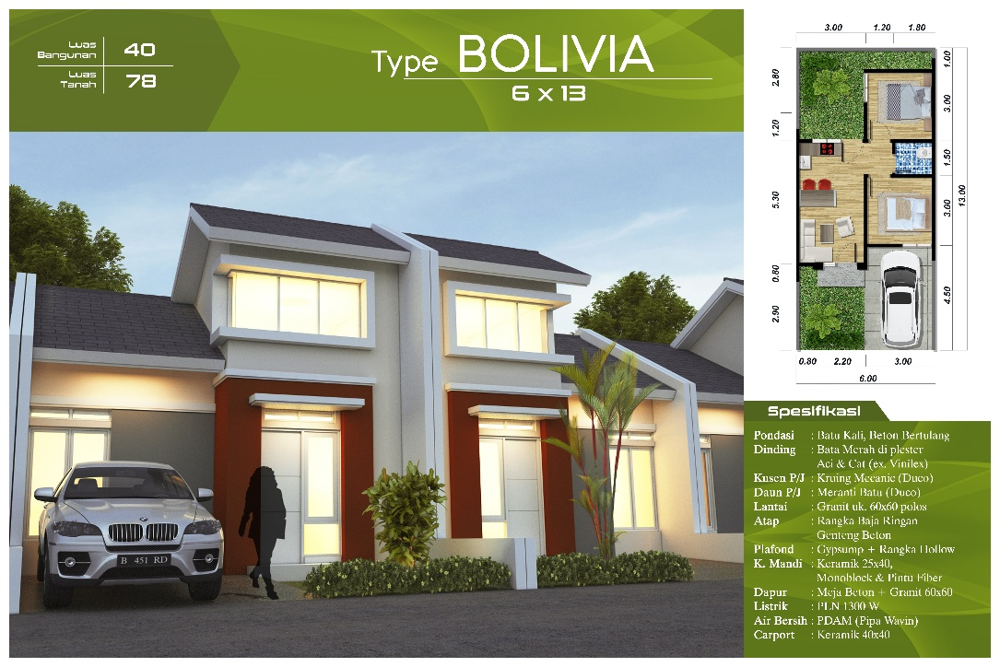 Luas Bangunan 40
Luas Tanah 78
Type BOLIVIA
6 x 13
3.00 1.20 1.80
2.80
1.20
5.30
0.80
2.90
1.00
3.00
1.50
3.00
4.50
13.00
0.80 2.20 3.00
6.00
B 451 RD
Spesifikasi
Pondasi : Batu Kali, Beton Bertulang
Dinding : Bata Merah di plester
Aci & Cat (ex. Vinilex)
Kusen P/J : Kruing Mecanic (Duco)
Daun P/J : Meranti Batu (Duco)
Lantai : Granit uk. 60x60 polos
Atap : Rangka Baja Ringan
Genteng Beton
Plafond : Gypsump + Rangka Hollow
K. Mandi : Keramik 25x40,
Monoblock & Pintu Fiber
Dapur : Meja Beton + Granit 60x60
Listrik : PLN 1300 W
Air Bersih : PDAM (Pipa Wavin)
Carport : Keramik 40x40